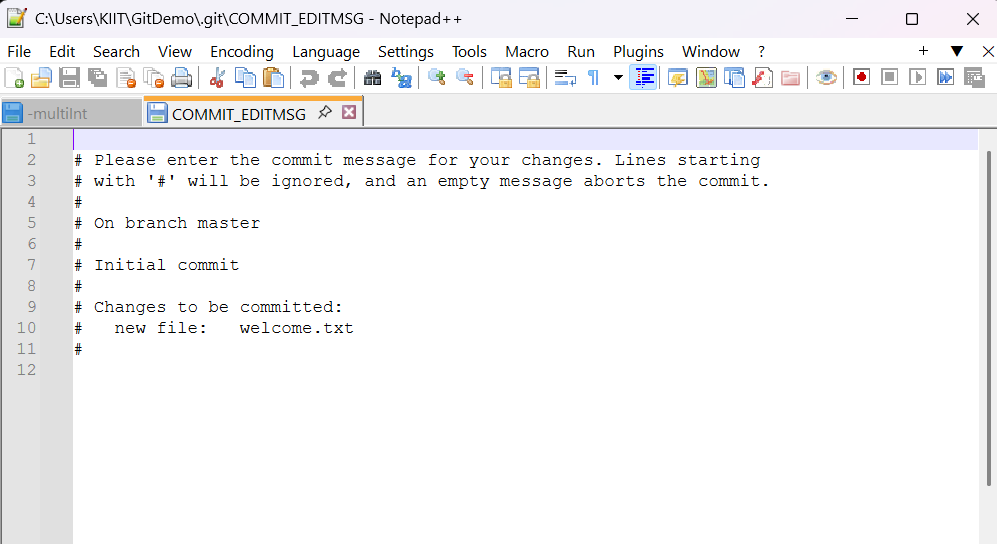 C:\Users\KIIT\GitDemo\.git\COMMIT_EDITMSG - Notepad++
File Edit Search View Encoding Language Settings Tools Macro Run Plugins Window ?
-multiInt
COMMIT_EDITMSG
1
2 # Please enter the commit message for your changes. Lines starting
3 # with '#' will be ignored, and an empty message aborts the commit.
4 #
5 # On branch master
6 #
7 # Initial commit
8 #
9 # Changes to be committed:
10 #   new file:   welcome.txt
11 #
12